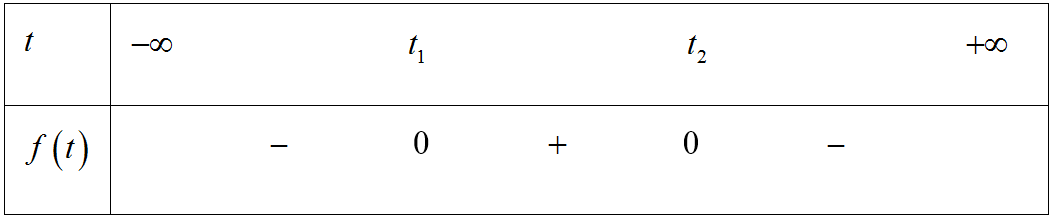 t −∞ t₁ t₂ +∞
f(t) − 0 + 0 −